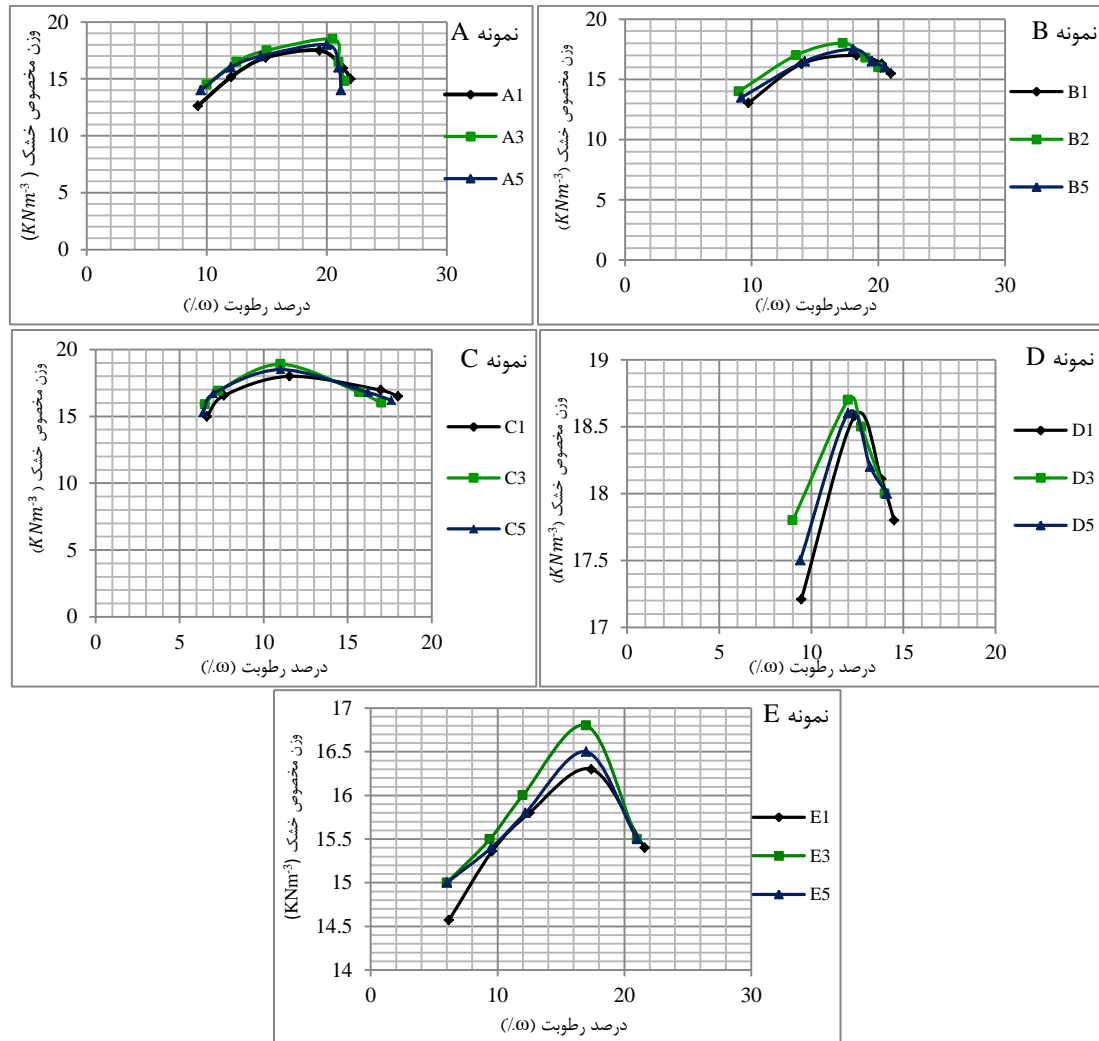 نمونه A
وزن مخصوص خشک (KNm⁻³)
20
15
10
5
0
0 10 20 30
درصد رطوبت (ω٪)
A1
A3
A5
نمونه B
وزن مخصوص خشک (KNm⁻³)
20
15
10
5
0
0 10 20 30
درصدرطوبت (ω٪)
B1
B2
B5
نمونه C
وزن مخصوص خشک (KNm⁻³)
20
15
10
5
0
0 5 10 15 20
درصد رطوبت (ω٪)
C1
C3
C5
نمونه D
وزن مخصوص خشک (KNm⁻³)
19
18.5
18
17.5
17
0 5 10 15 20
درصد رطوبت (ω٪)
D1
D3
D5
نمونه E
وزن مخصوص خشک (KNm⁻³)
17
16.5
16
15.5
15
14.5
14
0 10 20 30
درصد رطوبت (ω٪)
E1
E3
E5